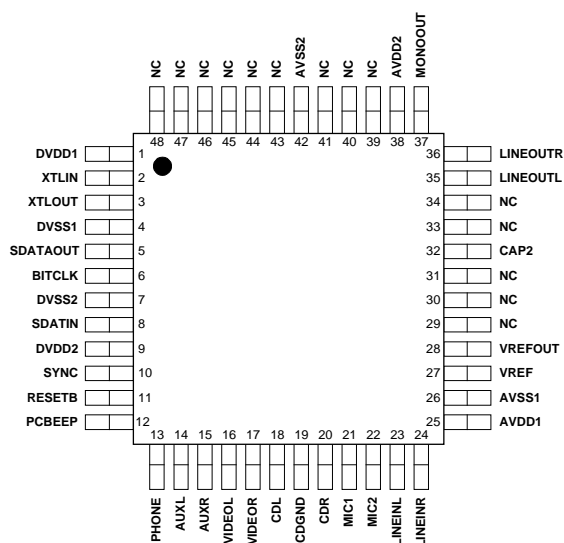 NC NC NC NC NC NC AVSS2 NC NC NC AVDD2 MONOOUT
48 47 46 45 44 43 42 41 40 39 38 37
DVDD1 1 36 LINEOUTR
XTLIN 2 35 LINEOUTL
XTLOUT 3 34 NC
DVSS1 4 33 NC
SDATAOUT 5 32 CAP2
BITCLK 6 31 NC
DVSS2 7 30 NC
SDATIN 8 29 NC
DVDD2 9 28 VREFOUT
SYNC 10 27 VREF
RESETB 11 26 AVSS1
PCBEEP 12 25 AVDD1
13 14 15 16 17 18 19 20 21 22 23 24
PHONE AUXL AUXR VIDEOL VIDEOR CDL CDGND CDR MIC1 MIC2 LINEINL LINEINR